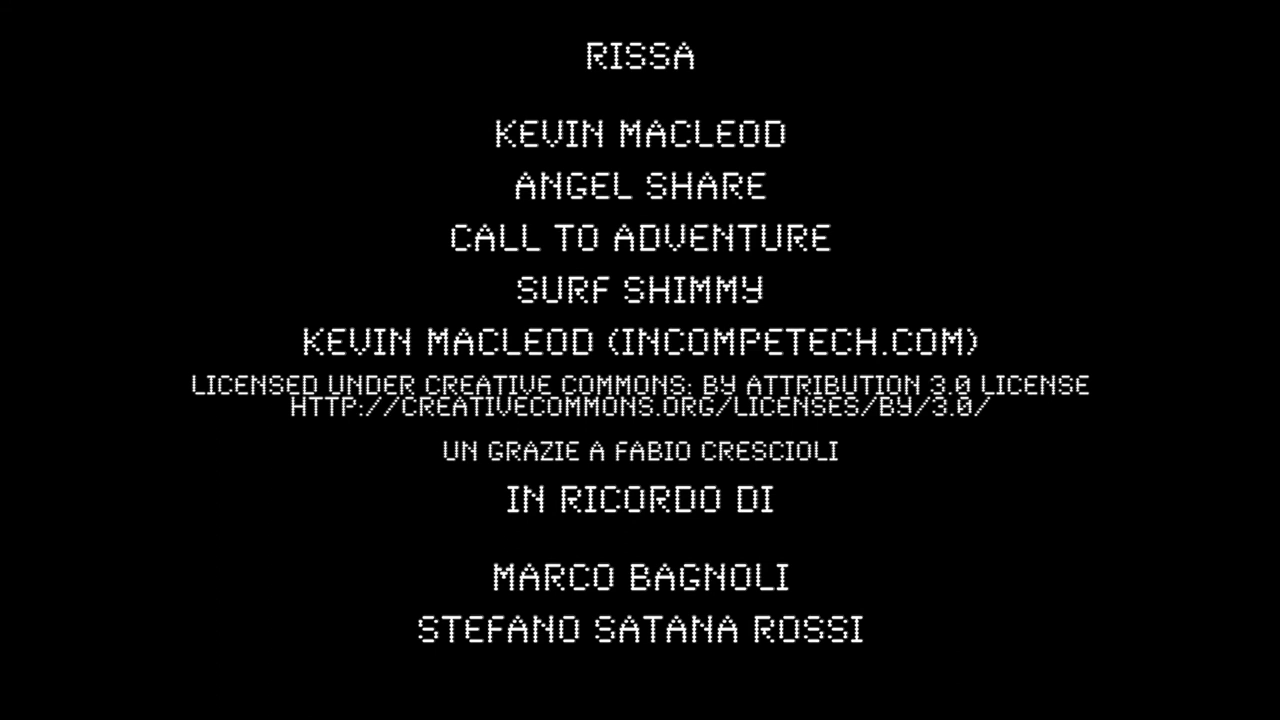 RISSA
KEVIN MACLEOD
ANGEL SHARE
CALL TO ADVENTURE
SURF SHIMMY
KEVIN MACLEOD (INCOMPETECH.COM)
LICENSED UNDER CREATIVE COMMONS: BY ATTRIBUTION 3.0 LICENSE
HTTP://CREATIVECOMMONS.ORG/LICENSES/BY/3.0/
UN GRAZIE A FABIO CRESCIOLI
IN RICORDO DI
MARCO BAGNOLI
STEFANO SATANA ROSSI